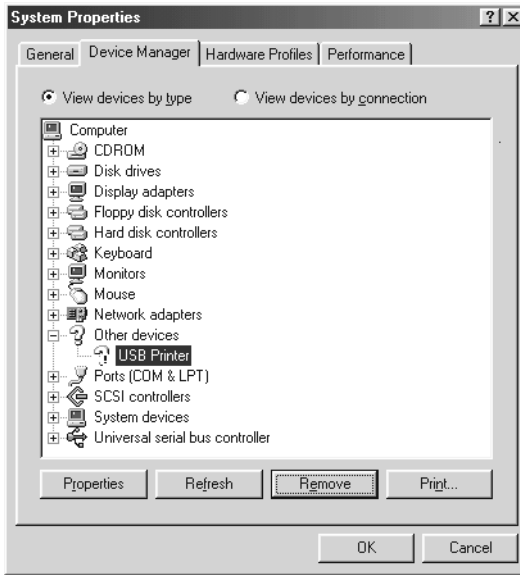 System Properties
General Device Manager Hardware Profiles Performance
View devices by type View devices by connection
Computer
CDROM
Disk drives
Display adapters
Floppy disk controllers
Hard disk controllers
Keyboard
Monitors
Mouse
Network adapters
Other devices
USB Printer
Ports (COM & LPT)
SCSI controllers
System devices
Universal serial bus controller
Properties Refresh Remove Print...
OK Cancel